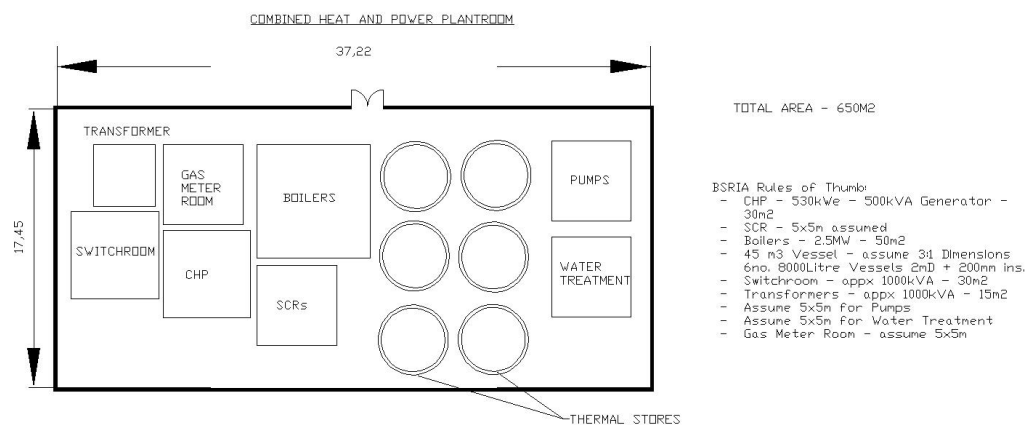 COMBINED HEAT AND POWER PLANTROOM
37,22
17,45
TRANSFORMER
GAS
METER
ROOM
BOILERS
PUMPS
SWITCHROOM
CHP
SCRs
WATER
TREATMENT
THERMAL STORES
TOTAL AREA - 650M2
BSRIA Rules of Thumb:
- CHP - 530kWe - 500kVA Generator -
30m2
- SCR - 5x5m assumed
- Boilers - 2.5MW - 50m2
- 45 m3 Vessel - assume 3:1 Dimensions
6no. 8000Litre Vessels 2mD + 200mm ins.
- Switchroom - appx 1000kVA - 30m2
- Transformers - appx 1000kVA - 15m2
- Assume 5x5m for Pumps
- Assume 5x5m for Water Treatment
- Gas Meter Room - assume 5x5m